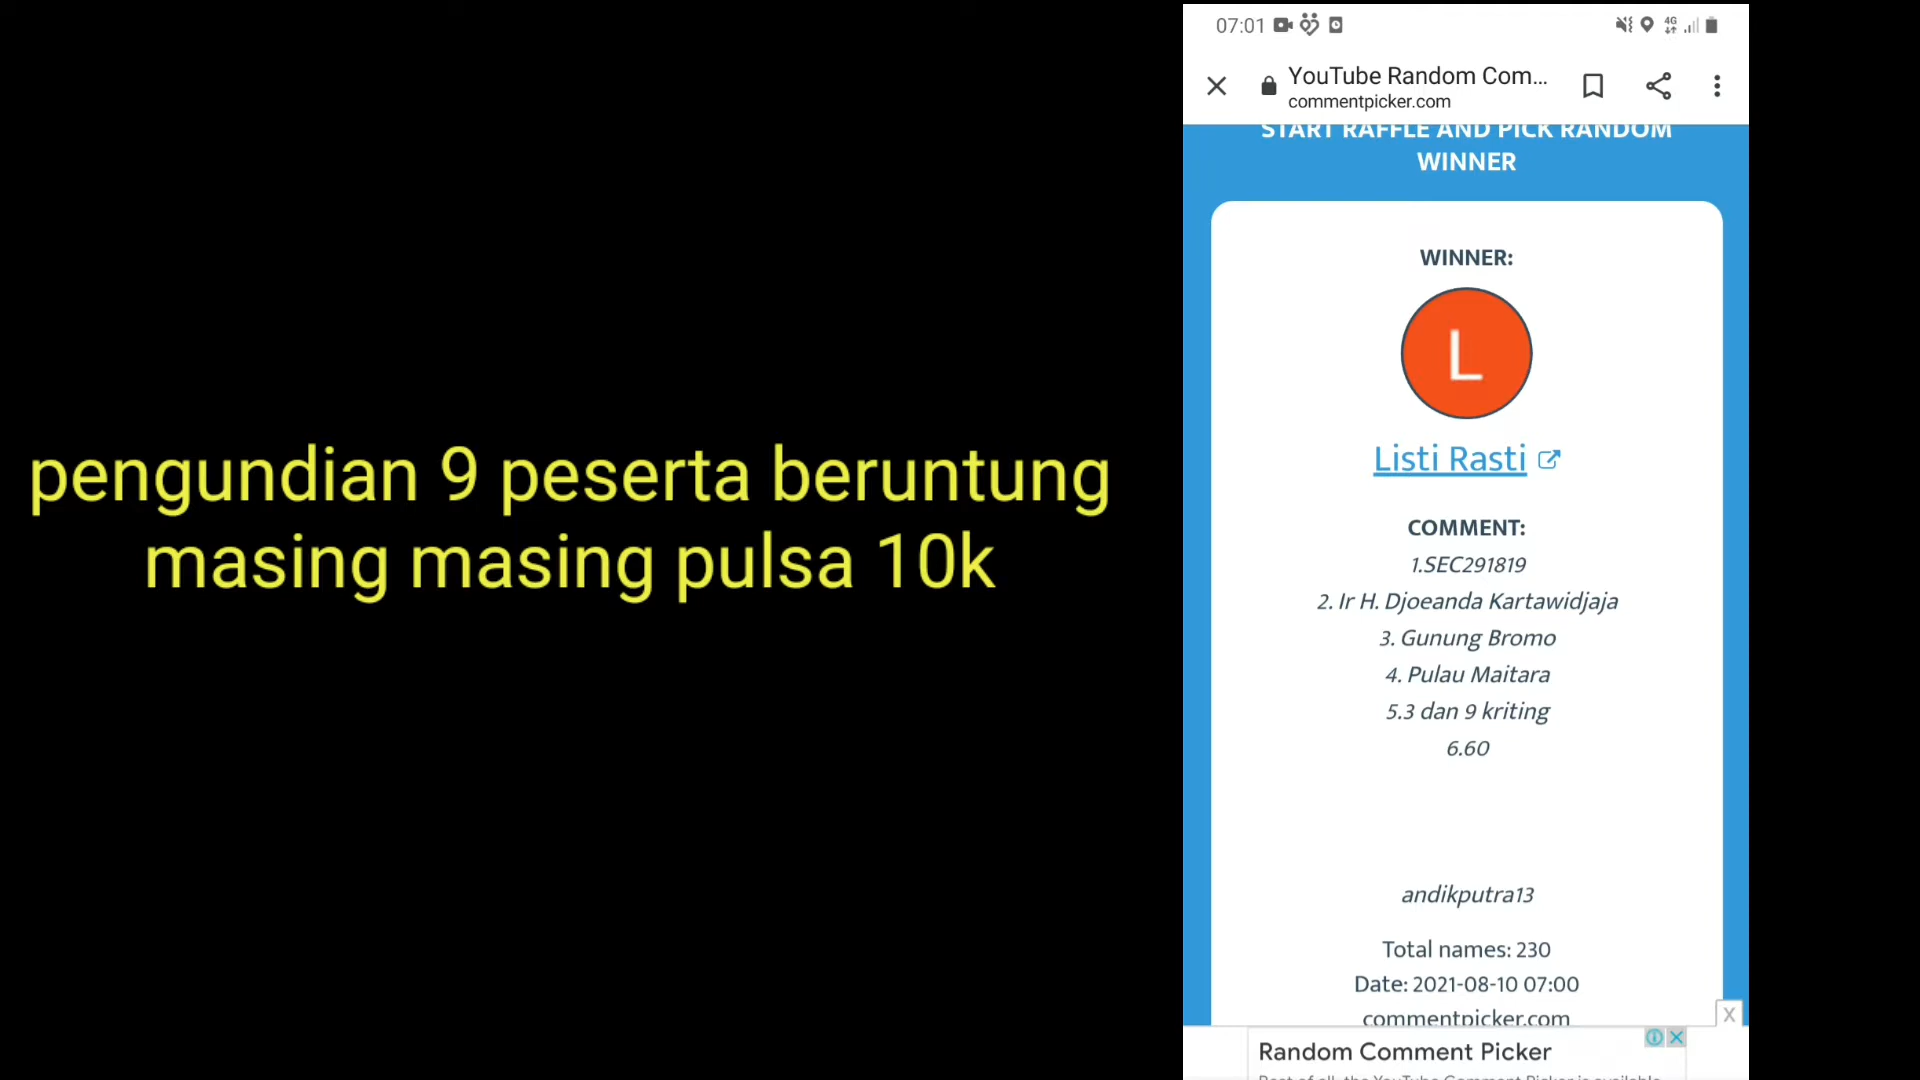 pengundian 9 peserta beruntung
masing masing pulsa 10k
07:01
4G
YouTube Random Com...
commentpicker.com
START RAFFLE AND PICK RANDOM
WINNER
WINNER:
L
Listi Rasti
COMMENT:
1.SEC291819
2. Ir H. Djoeanda Kartawidjaja
3. Gunung Bromo
4. Pulau Maitara
5.3 dan 9 kriting
6.60
andikputra13
Total names: 230
Date: 2021-08-10 07:00
commentpicker.com
X
Random Comment Picker